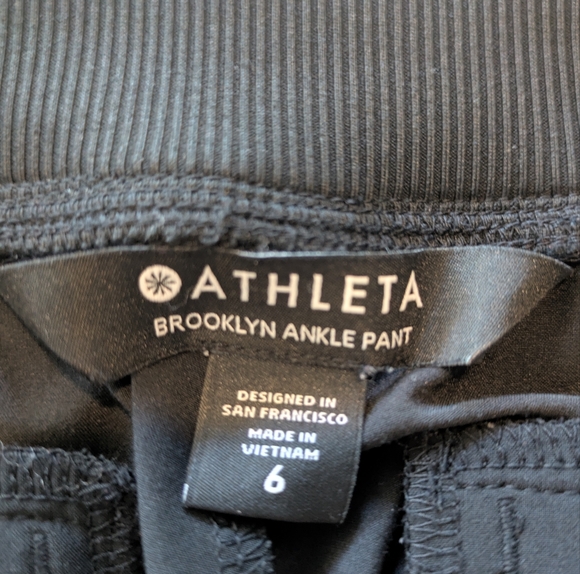 ATHLETA
BROOKLYN ANKLE PANT
DESIGNED IN
SAN FRANCISCO
MADE IN
VIETNAM
6